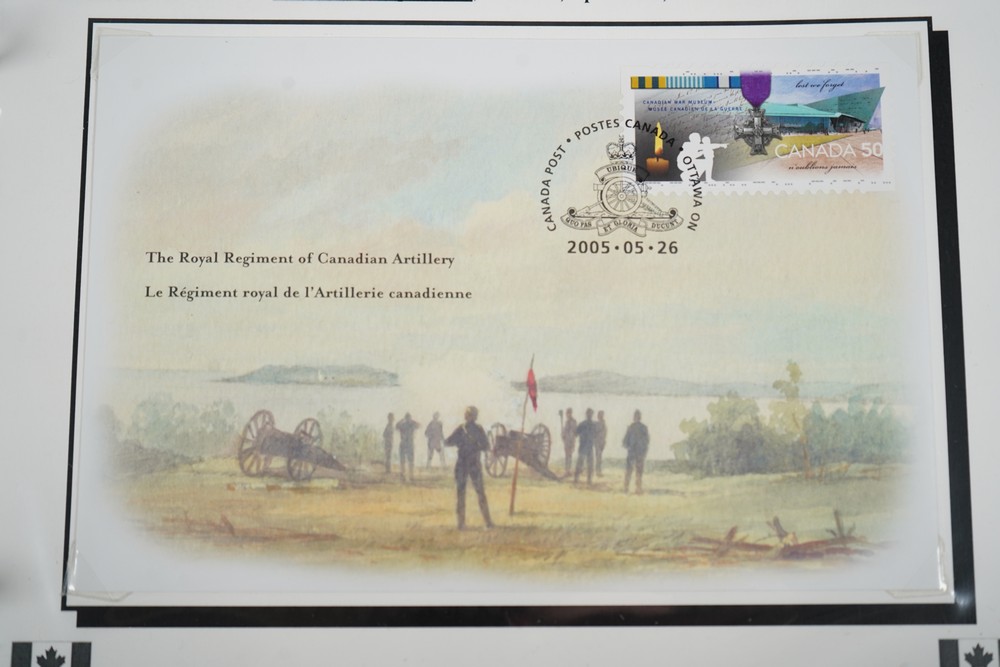 lest we forget
CANADIAN WAR MUSEUM
MUSÉE CANADIEN DE LA GUERRE
CANADA 50
n'oublions jamais
CANADA POST • POSTES CANADA • OTTAWA ON
UBIQUE
QUO FAS ET GLORIA DUCUNT
2005•05•26
The Royal Regiment of Canadian Artillery
Le Régiment royal de l'Artillerie canadienne